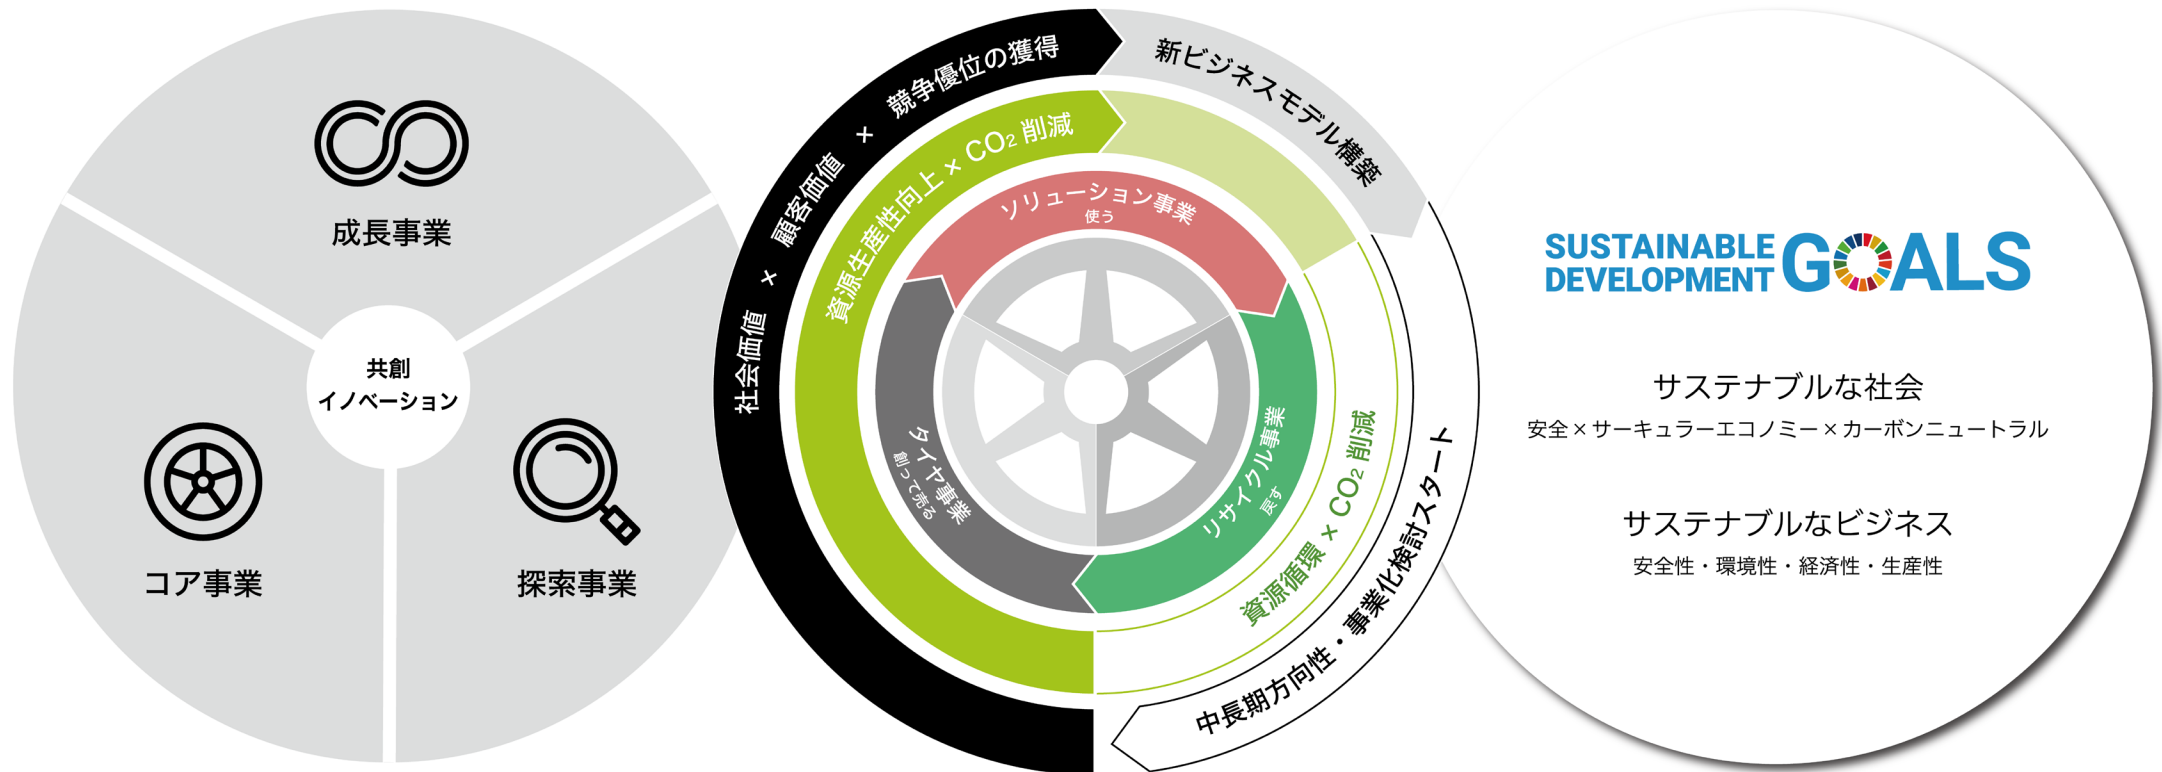 成長事業
共創
イノベーション
コア事業
探索事業
社会価値 × 顧客価値 × 競争優位の獲得
新ビジネスモデル構築
中長期方向性・事業化検討スタート
資源生産性向上 × CO₂ 削減
資源循環 × CO₂ 削減
ソリューション事業
使う
タイヤ事業
創って売る
リサイクル事業
戻す
SUSTAINABLE
DEVELOPMENT
GOALS
サステナブルな社会
安全×サーキュラーエコノミー×カーボンニュートラル
サステナブルなビジネス
安全性・環境性・経済性・生産性